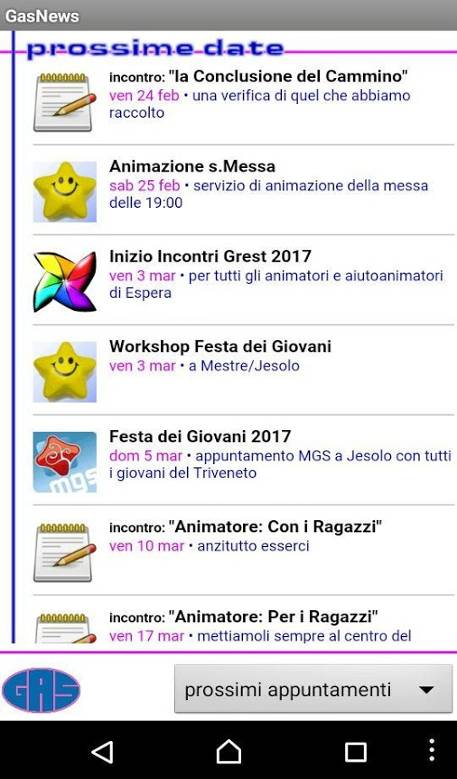 GasNews
prossime date
incontro: "la Conclusione del Cammino"
ven 24 feb • una verifica di quel che abbiamo
raccolto
Animazione s.Messa
sab 25 feb • servizio di animazione della messa
delle 19:00
Inizio Incontri Grest 2017
ven 3 mar • per tutti gli animatori e aiutoanimatori
di Espera
Workshop Festa dei Giovani
ven 3 mar • a Mestre/Jesolo
Festa dei Giovani 2017
dom 5 mar • appuntamento MGS a Jesolo con tutti
i giovani del Triveneto
mgs
incontro: "Animatore: Con i Ragazzi"
ven 10 mar • anzitutto esserci
incontro: "Animatore: Per i Ragazzi"
ven 17 mar • mettiamoli sempre al centro del
GAS
prossimi appuntamenti